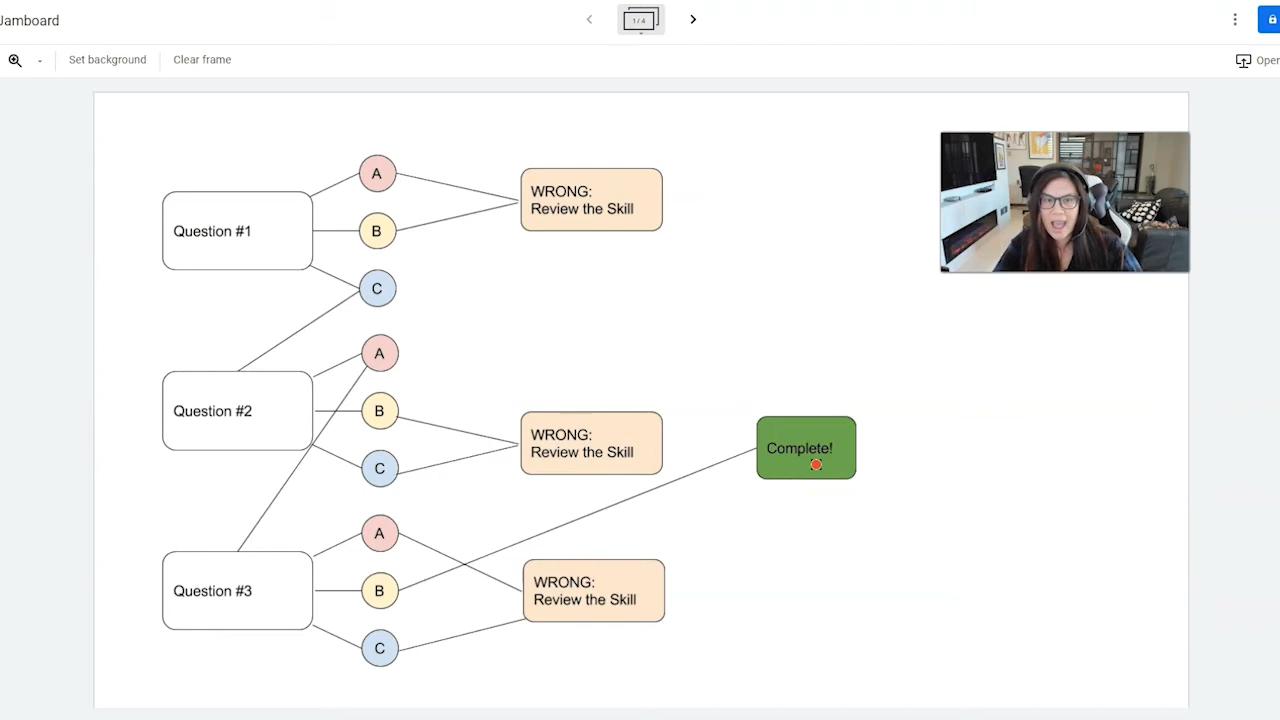 Jamboard
1 / 4
Set background
Clear frame
Open
A
WRONG:
Review the Skill
Question #1
B
C
A
Question #2
B
WRONG:
Review the Skill
Complete!
C
A
Question #3
B
WRONG:
Review the Skill
C